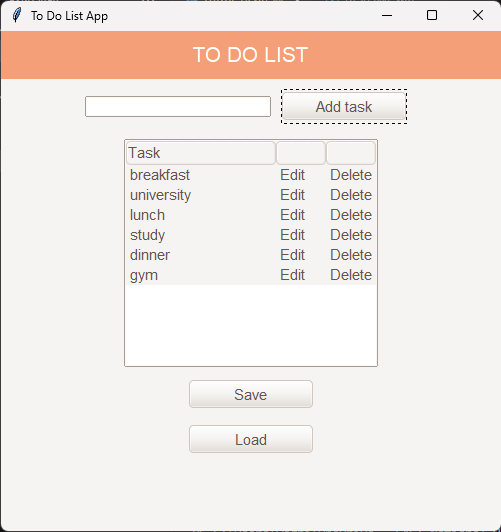 To Do List App
TO DO LIST
Add task
Task
breakfast Edit Delete
university Edit Delete
lunch Edit Delete
study Edit Delete
dinner Edit Delete
gym Edit Delete
Save
Load